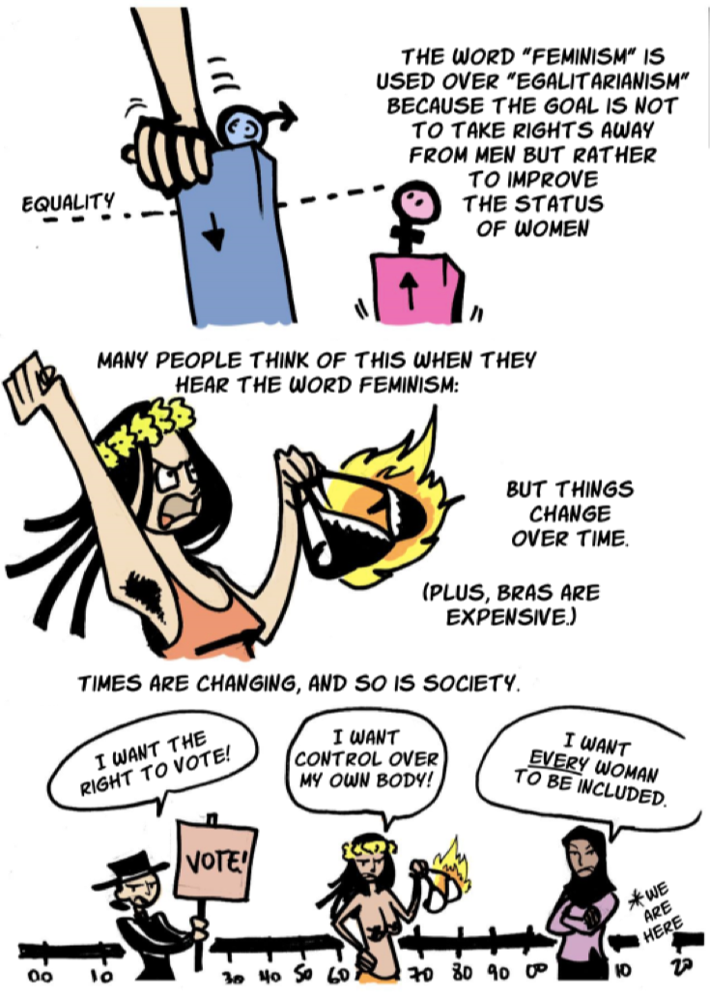 THE WORD "FEMINISM" IS
USED OVER "EGALITARIANISM"
BECAUSE THE GOAL IS NOT
TO TAKE RIGHTS AWAY
FROM MEN BUT RATHER
TO IMPROVE
THE STATUS
OF WOMEN
EQUALITY
MANY PEOPLE THINK OF THIS WHEN THEY
HEAR THE WORD FEMINISM:
BUT THINGS
CHANGE
OVER TIME.
(PLUS, BRAS ARE
EXPENSIVE.)
TIMES ARE CHANGING, AND SO IS SOCIETY.
I WANT THE
RIGHT TO VOTE!
I WANT
CONTROL OVER
MY OWN BODY!
I WANT
EVERY WOMAN
TO BE INCLUDED.
VOTE!
*WE
ARE
HERE
00 10 30 40 50 60 70 80 90 00 10 20